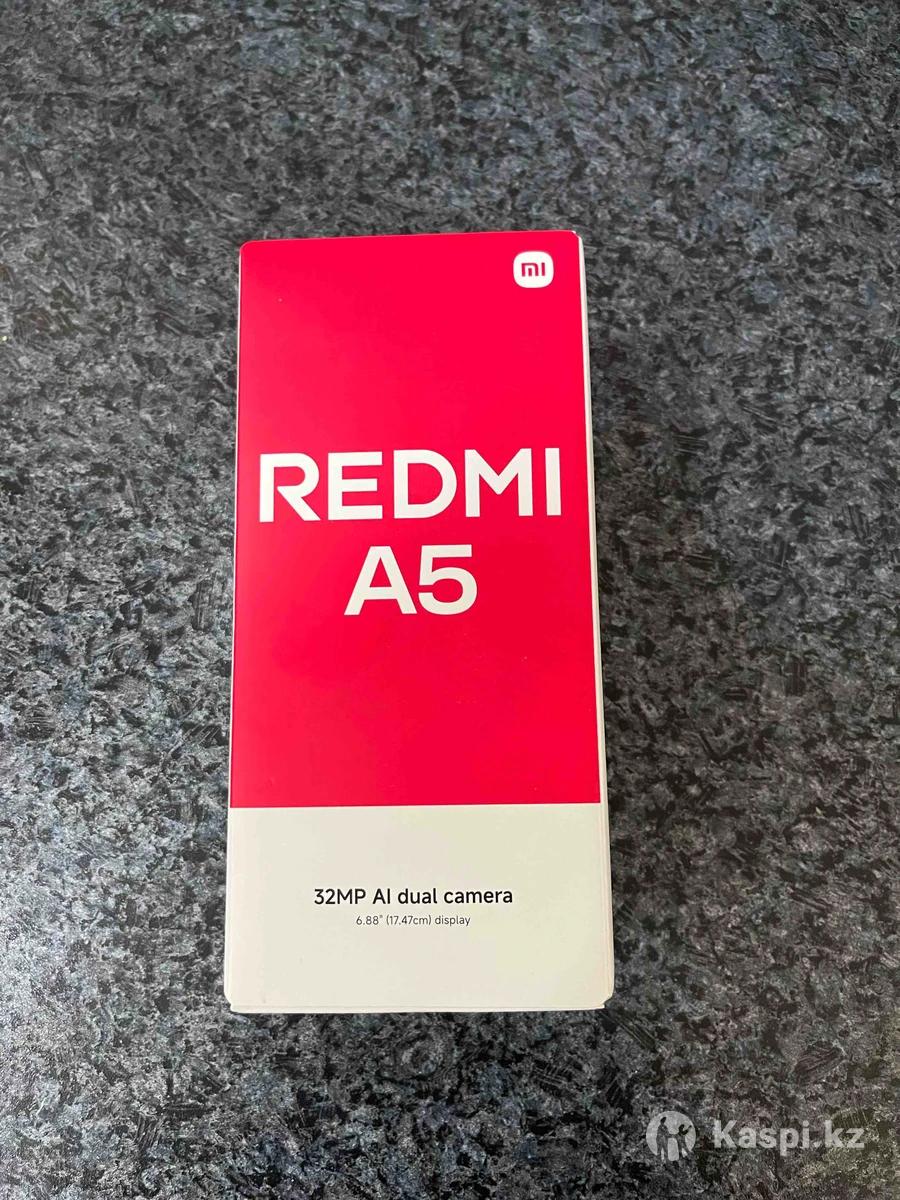 mi
REDMI
A5
32MP AI dual camera
6.88" (17.47cm) display
Kaspi.kz